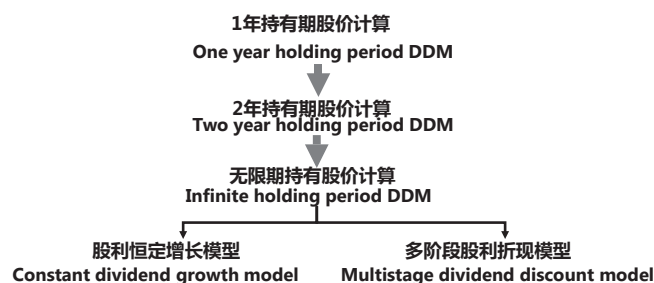 1年持有期股价计算
One year holding period DDM
2年持有期股价计算
Two year holding period DDM
无限期持有股价计算
Infinite holding period DDM
股利恒定增长模型
Constant dividend growth model
多阶段股利折现模型
Multistage dividend discount model